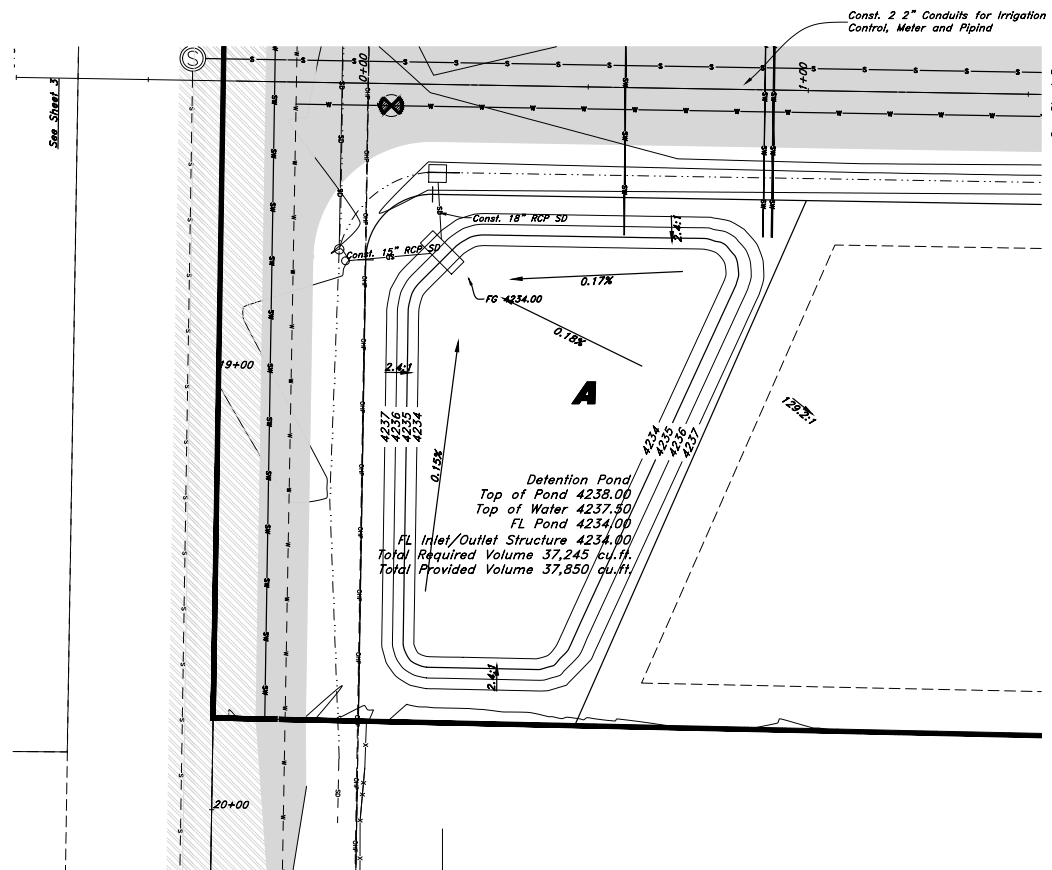 Const. 2 2" Conduits for Irrigation
Control, Meter and Pipind
S
S S S S S S S S
0+00
1+00
See Sheet 3
W W W W W W W W
SD
SW
OHP
Const. 18" RCP SD
Const. 15" RCP SD
2.4:1
0.17%
FG 4234.00
0.18%
19+00
2.4:1
A
129.2:1
4237
4236
4235
4234
4234
4235
4236
4237
0.15%
Detention Pond
Top of Pond 4238.00
Top of Water 4237.50
FL Pond 4234.00
FL Inlet/Outlet Structure 4234.00
Total Required Volume 37,245 cu.ft.
Total Provided Volume 37,850 cu.ft.
2.4:1
20+00